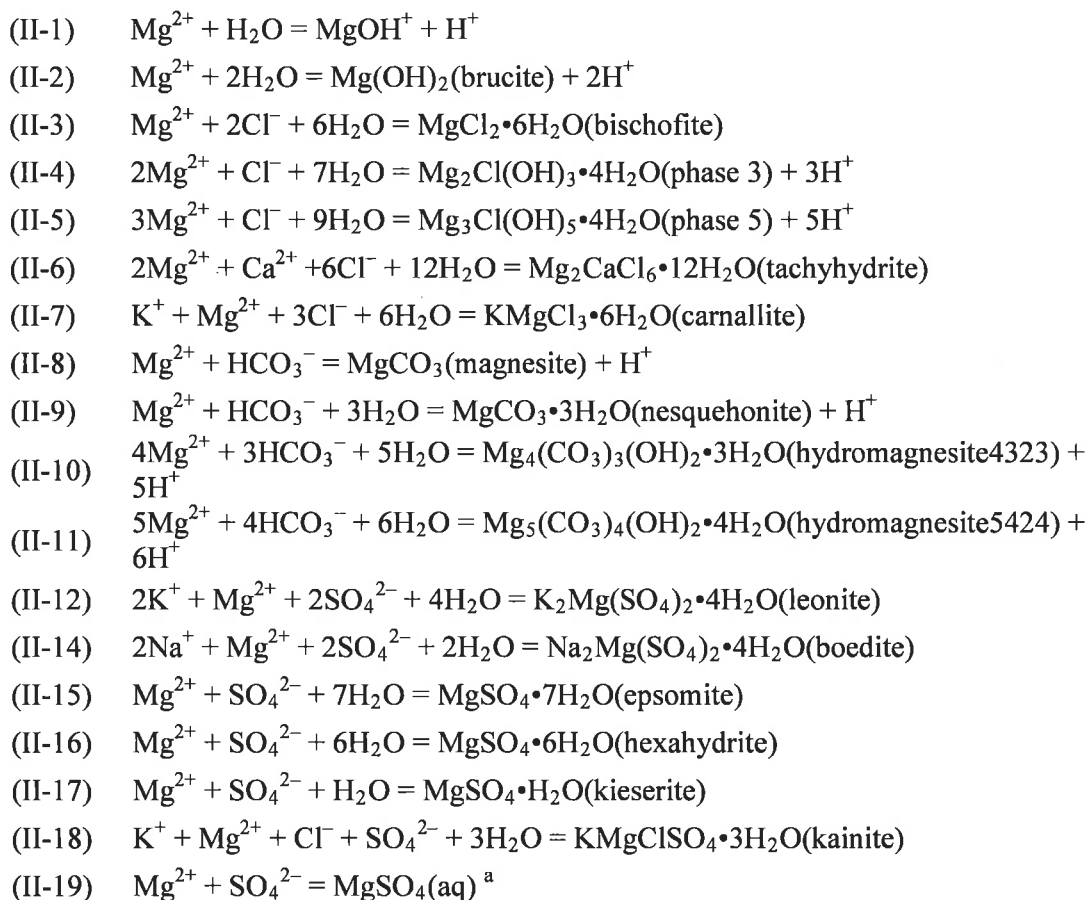 (II-1) Mg²⁺ + H₂O = MgOH⁺ + H⁺
(II-2) Mg²⁺ + 2H₂O = Mg(OH)₂(brucite) + 2H⁺
(II-3) Mg²⁺ + 2Cl⁻ + 6H₂O = MgCl₂•6H₂O(bischofite)
(II-4) 2Mg²⁺ + Cl⁻ + 7H₂O = Mg₂Cl(OH)₃•4H₂O(phase 3) + 3H⁺
(II-5) 3Mg²⁺ + Cl⁻ + 9H₂O = Mg₃Cl(OH)₅•4H₂O(phase 5) + 5H⁺
(II-6) 2Mg²⁺ + Ca²⁺ +6Cl⁻ + 12H₂O = Mg₂CaCl₆•12H₂O(tachyhydrite)
(II-7) K⁺ + Mg²⁺ + 3Cl⁻ + 6H₂O = KMgCl₃•6H₂O(carnallite)
(II-8) Mg²⁺ + HCO₃⁻ = MgCO₃(magnesite) + H⁺
(II-9) Mg²⁺ + HCO₃⁻ + 3H₂O = MgCO₃•3H₂O(nesquehonite) + H⁺
(II-10) 4Mg²⁺ + 3HCO₃⁻ + 5H₂O = Mg₄(CO₃)₃(OH)₂•3H₂O(hydromagnesite4323) +
5H⁺
(II-11) 5Mg²⁺ + 4HCO₃⁻ + 6H₂O = Mg₅(CO₃)₄(OH)₂•4H₂O(hydromagnesite5424) +
6H⁺
(II-12) 2K⁺ + Mg²⁺ + 2SO₄²⁻ + 4H₂O = K₂Mg(SO₄)₂•4H₂O(leonite)
(II-14) 2Na⁺ + Mg²⁺ + 2SO₄²⁻ + 2H₂O = Na₂Mg(SO₄)₂•4H₂O(boedite)
(II-15) Mg²⁺ + SO₄²⁻ + 7H₂O = MgSO₄•7H₂O(epsomite)
(II-16) Mg²⁺ + SO₄²⁻ + 6H₂O = MgSO₄•6H₂O(hexahydrite)
(II-17) Mg²⁺ + SO₄²⁻ + H₂O = MgSO₄•H₂O(kieserite)
(II-18) K⁺ + Mg²⁺ + Cl⁻ + SO₄²⁻ + 3H₂O = KMgClSO₄•3H₂O(kainite)
(II-19) Mg²⁺ + SO₄²⁻ = MgSO₄(aq) ᵃ